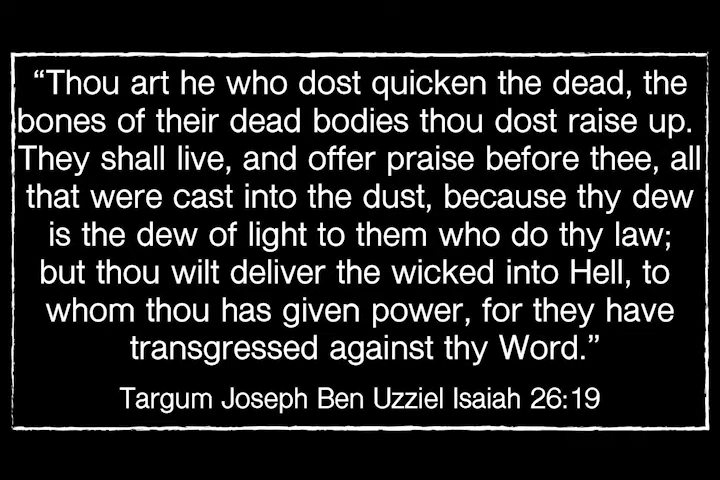 “Thou art he who dost quicken the dead, the
bones of their dead bodies thou dost raise up.
They shall live, and offer praise before thee, all
that were cast into the dust, because thy dew
is the dew of light to them who do thy law;
but thou wilt deliver the wicked into Hell, to
whom thou has given power, for they have
transgressed against thy Word.”
Targum Joseph Ben Uzziel Isaiah 26:19